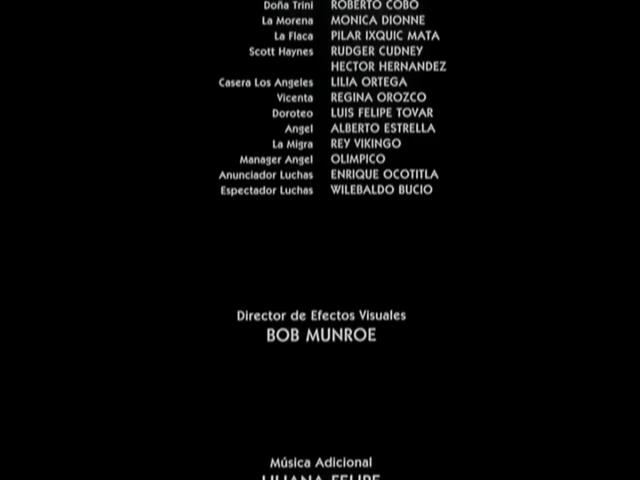 Doña Trini ROBERTO COBO
La Morena MONICA DIONNE
La Flaca PILAR IXQUIC MATA
Scott Haynes RUDGER CUDNEY
HECTOR HERNANDEZ
Casera Los Angeles LILIA ORTEGA
Vicenta REGINA OROZCO
Doroteo LUIS FELIPE TOVAR
Angel ALBERTO ESTRELLA
La Migra REY VIKINGO
Manager Angel OLIMPICO
Anunciador Luchas ENRIQUE OCOTITLA
Espectador Luchas WILEBALDO BUCIO
Director de Efectos Visuales
BOB MUNROE
Música Adicional
LILIANA FELIPE